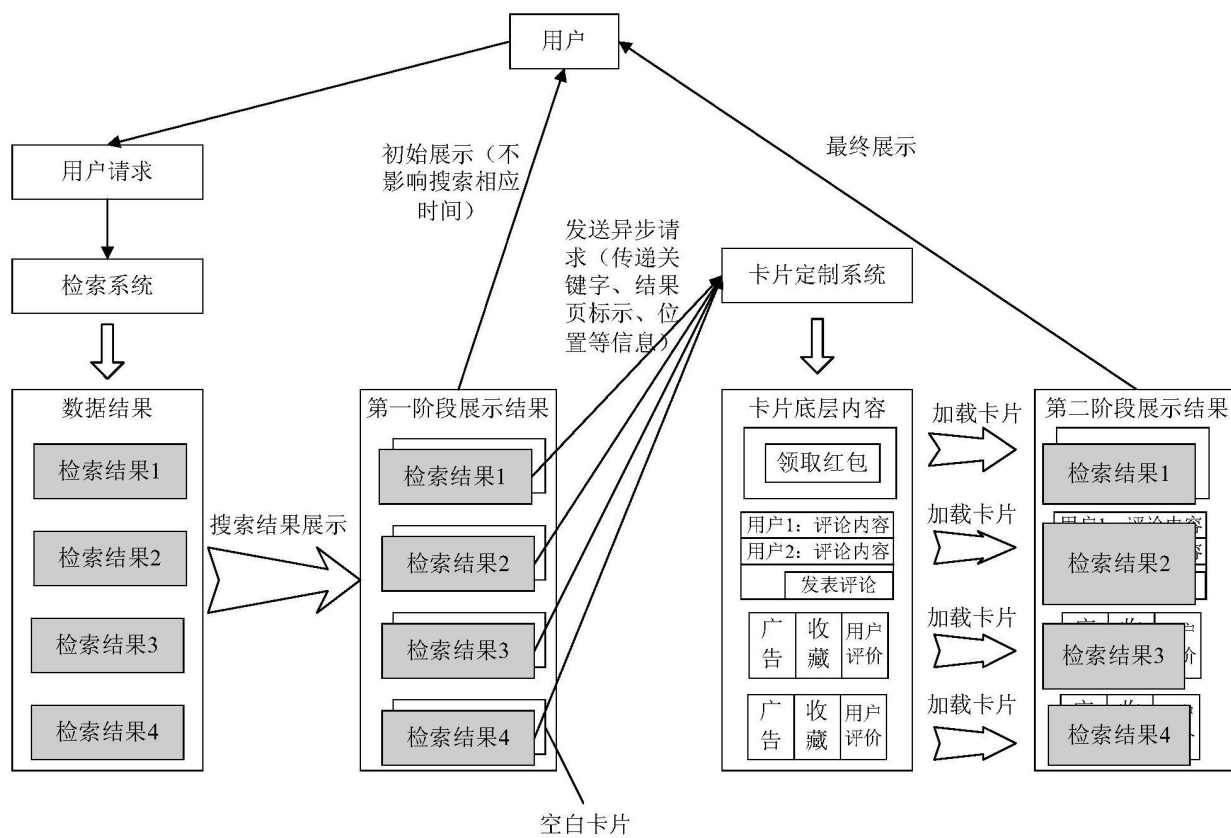 用户
用户请求
初始展示（不
影响搜索相应
时间）
最终展示
发送异步请
求（传递关
键字、结果
页标示、位
置等信息）
检索系统
卡片定制系统
数据结果
检索结果1
检索结果2
检索结果3
检索结果4
搜索结果展示
第一阶段展示结果
检索结果1
检索结果2
检索结果3
检索结果4
空白卡片
卡片底层内容
领取红包
用户1：评论内容
用户2：评论内容
发表评论
广告
收藏
用户
评价
广告
收藏
用户
评价
加载卡片
加载卡片
加载卡片
加载卡片
第二阶段展示结果
检索结果1
检索结果2
检索结果3
检索结果4